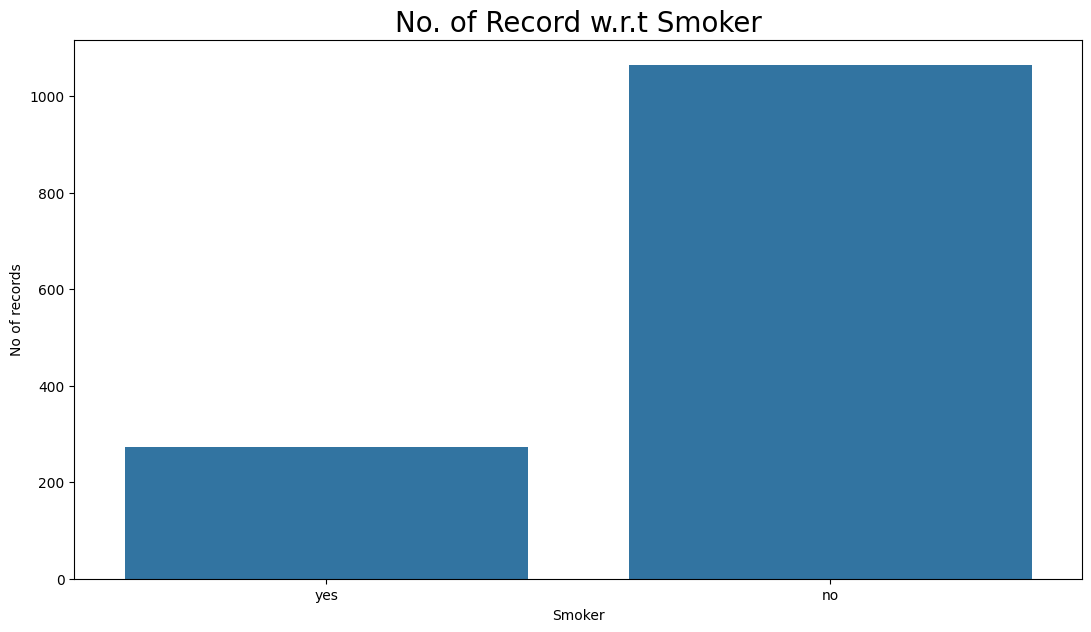 No. of Record w.r.t Smoker
No of records
1000
800
600
400
200
0
yes
no
Smoker